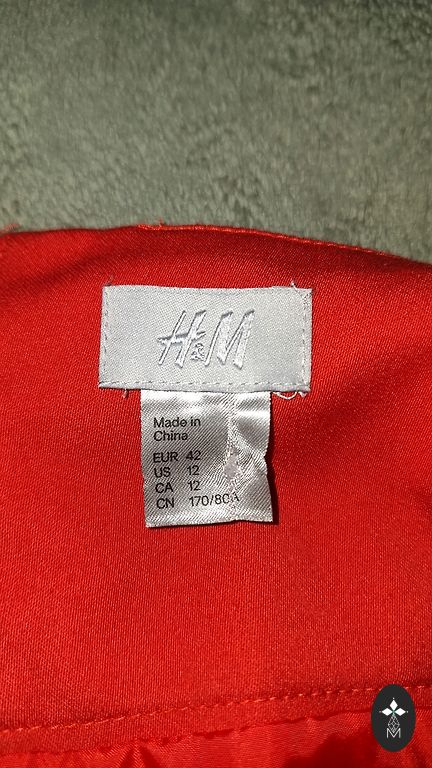 H&M
Made in
China
EUR 42
US 12
CA 12
CN 170/80A